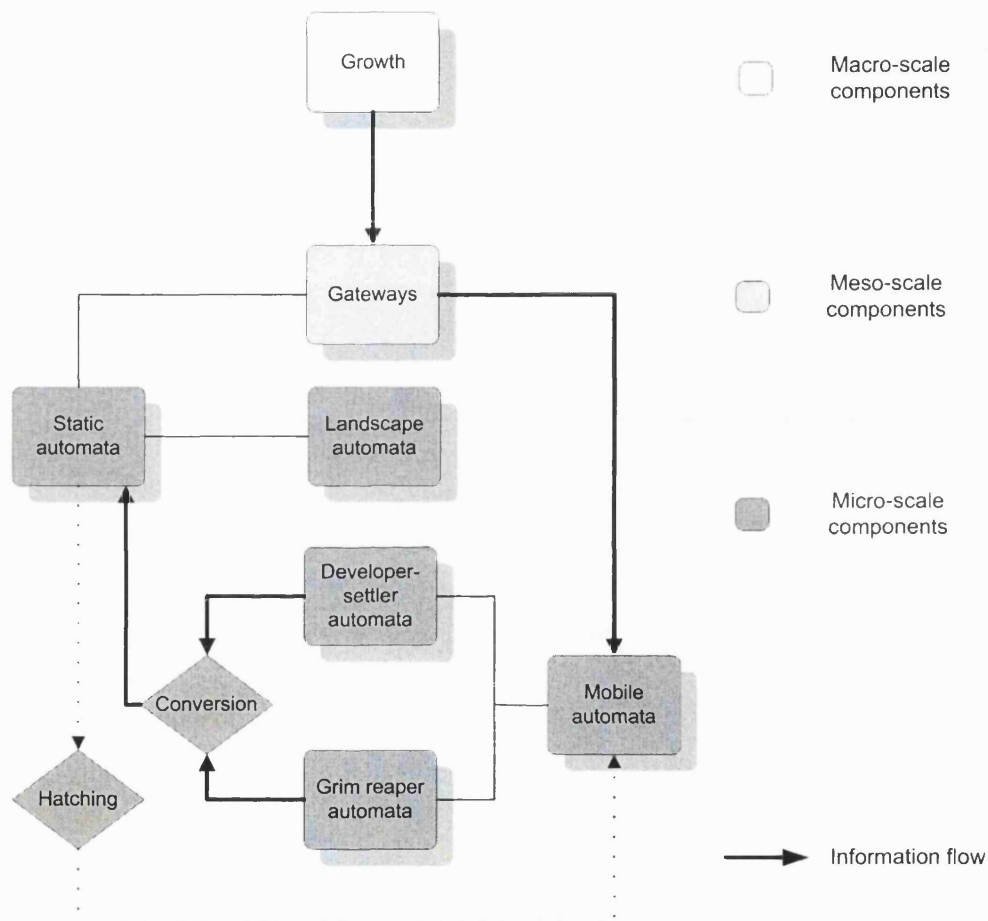 Growth
Macro-scale
components
Gateways
Meso-scale
components
Static
automata
Landscape
automata
Micro-scale
components
Developer-
settler
automata
Conversion
Mobile
automata
Hatching
Grim reaper
automata
Information flow